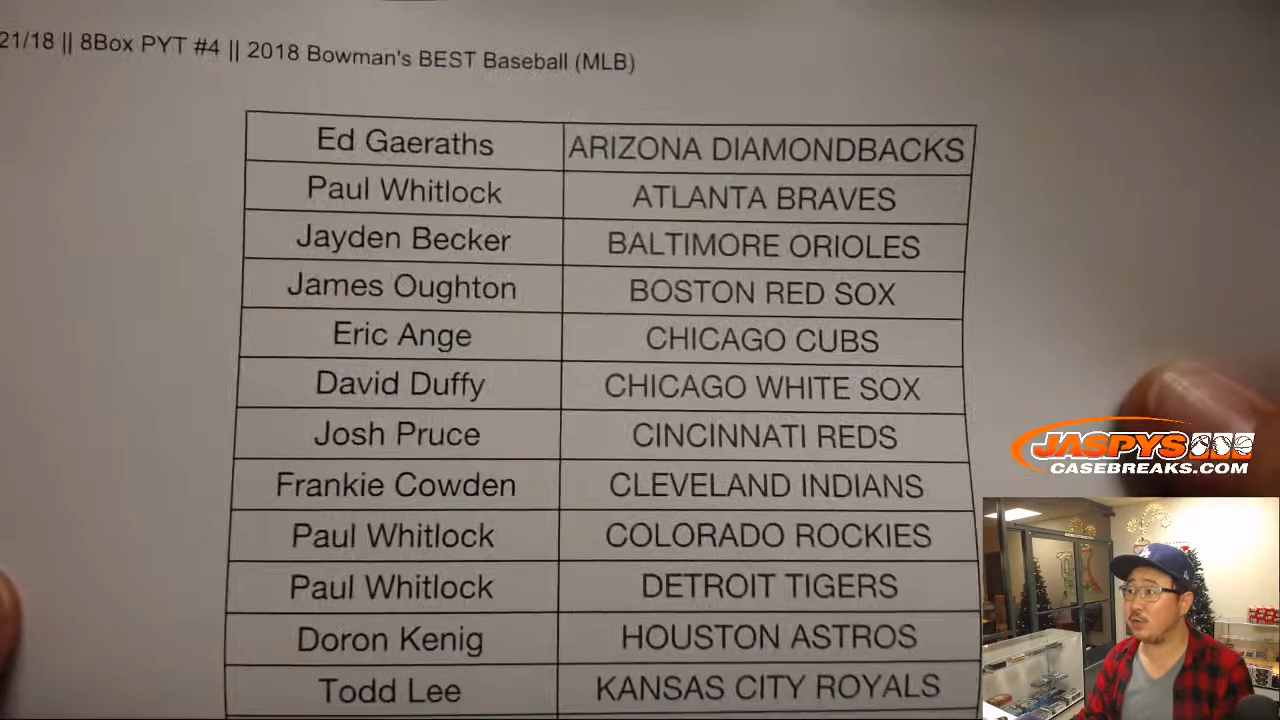 21/18 || 8Box PYT #4 || 2018 Bowman's BEST Baseball (MLB)
Ed Gaeraths ARIZONA DIAMONDBACKS
Paul Whitlock ATLANTA BRAVES
Jayden Becker BALTIMORE ORIOLES
James Oughton BOSTON RED SOX
Eric Ange CHICAGO CUBS
David Duffy CHICAGO WHITE SOX
Josh Pruce CINCINNATI REDS
Frankie Cowden CLEVELAND INDIANS
Paul Whitlock COLORADO ROCKIES
Paul Whitlock DETROIT TIGERS
Doron Kenig HOUSTON ASTROS
Todd Lee KANSAS CITY ROYALS
JASPYS
CASEBREAKS.COM